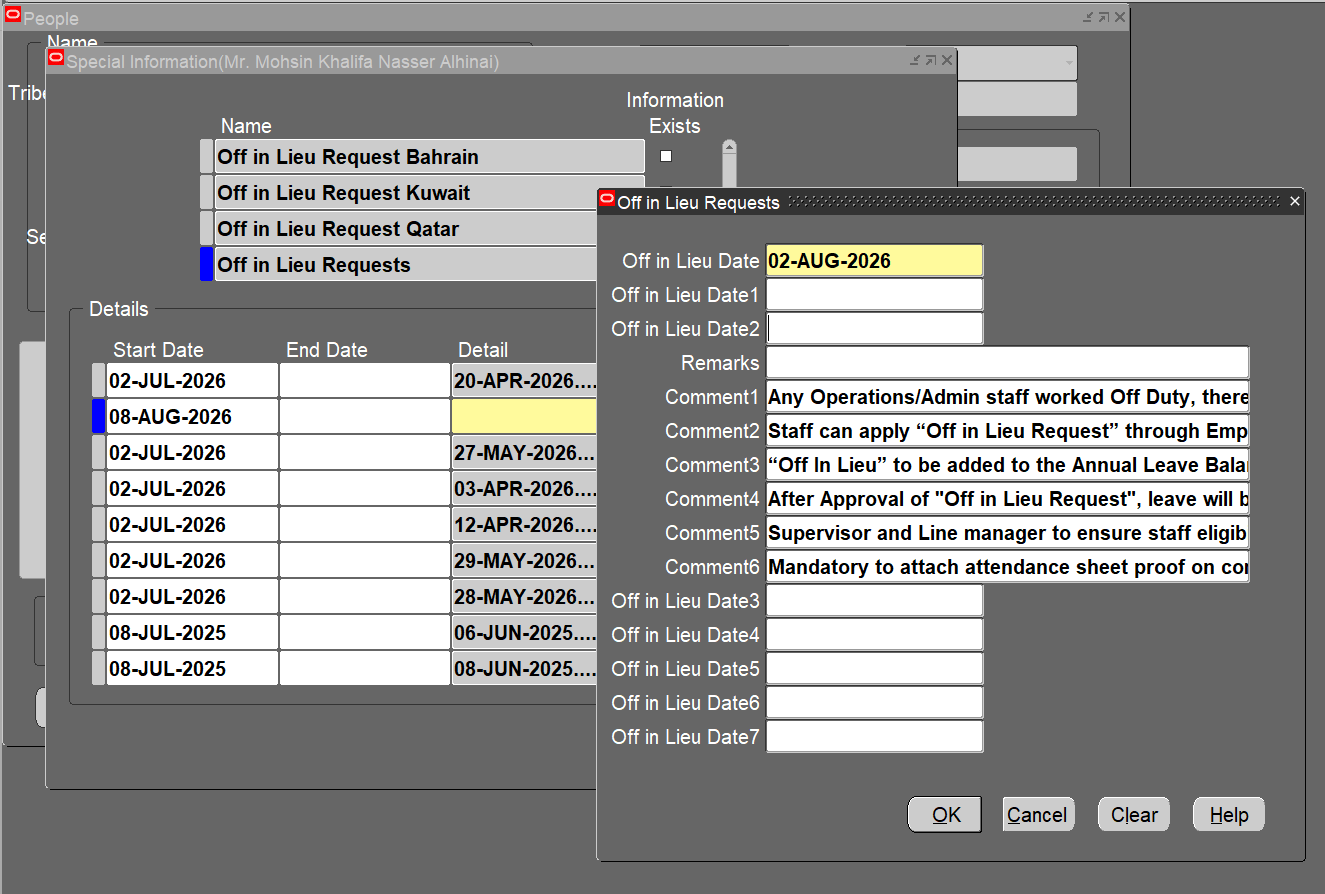 People
Name
Special Information(Mr. Mohsin Khalifa Nasser Alhinai)
Tribe
Information
Exists
Name
Off in Lieu Request Bahrain
Off in Lieu Request Kuwait
Off in Lieu Request Qatar
Se
Off in Lieu Requests
Details
Start Date End Date Detail
02-JUL-2026 20-APR-2026....
08-AUG-2026
02-JUL-2026 27-MAY-2026...
02-JUL-2026 03-APR-2026....
02-JUL-2026 12-APR-2026....
02-JUL-2026 29-MAY-2026...
02-JUL-2026 28-MAY-2026...
08-JUL-2025 06-JUN-2025....
08-JUL-2025 08-JUN-2025....
Off in Lieu Requests
Off in Lieu Date 02-AUG-2026
Off in Lieu Date1
Off in Lieu Date2
Remarks
Comment1 Any Operations/Admin staff worked Off Duty, there
Comment2 Staff can apply “Off in Lieu Request” through Emp
Comment3 “Off In Lieu” to be added to the Annual Leave Bala
Comment4 After Approval of "Off in Lieu Request", leave will b
Comment5 Supervisor and Line manager to ensure staff eligib
Comment6 Mandatory to attach attendance sheet proof on co
Off in Lieu Date3
Off in Lieu Date4
Off in Lieu Date5
Off in Lieu Date6
Off in Lieu Date7
OK Cancel Clear Help